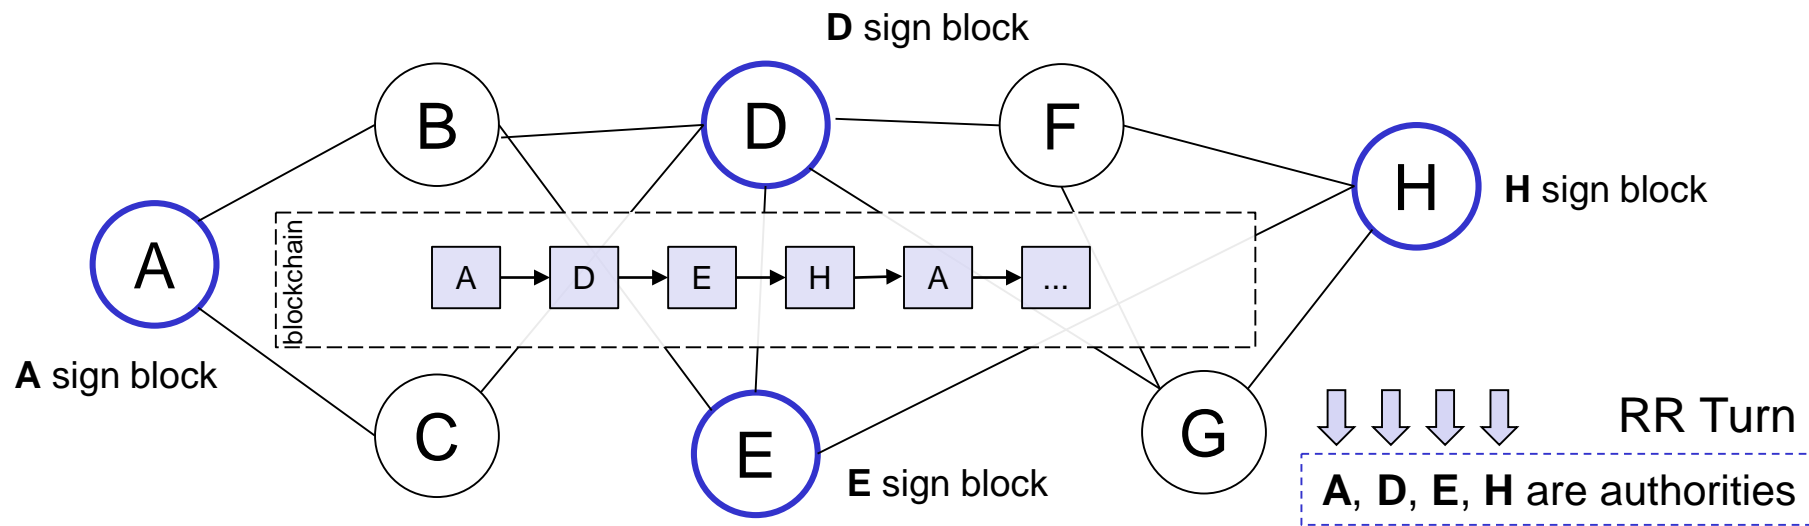 D sign block
B
D
F
H
H sign block
A
blockchain
A
D
E
H
A
...
A sign block
C
E
E sign block
G
RR Turn
A, D, E, H are authorities